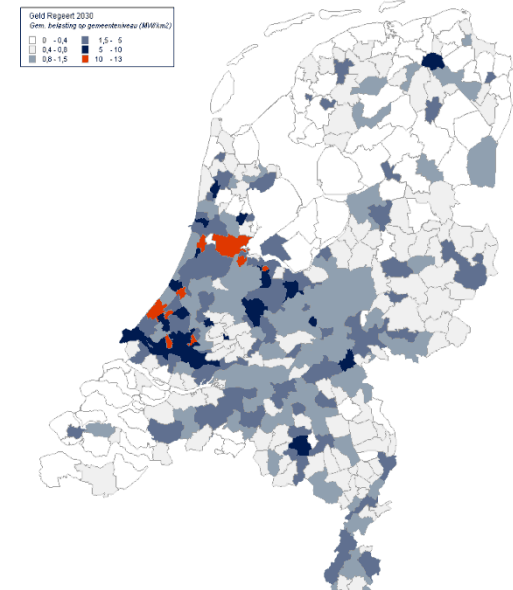 Geld Regeert 2030
Gem. belasting op gemeenteniveau (MW/km2)
0 - 0,4 1,5 - 5
0,4 - 0,8 5 - 10
0,8 - 1,5 10 - 13